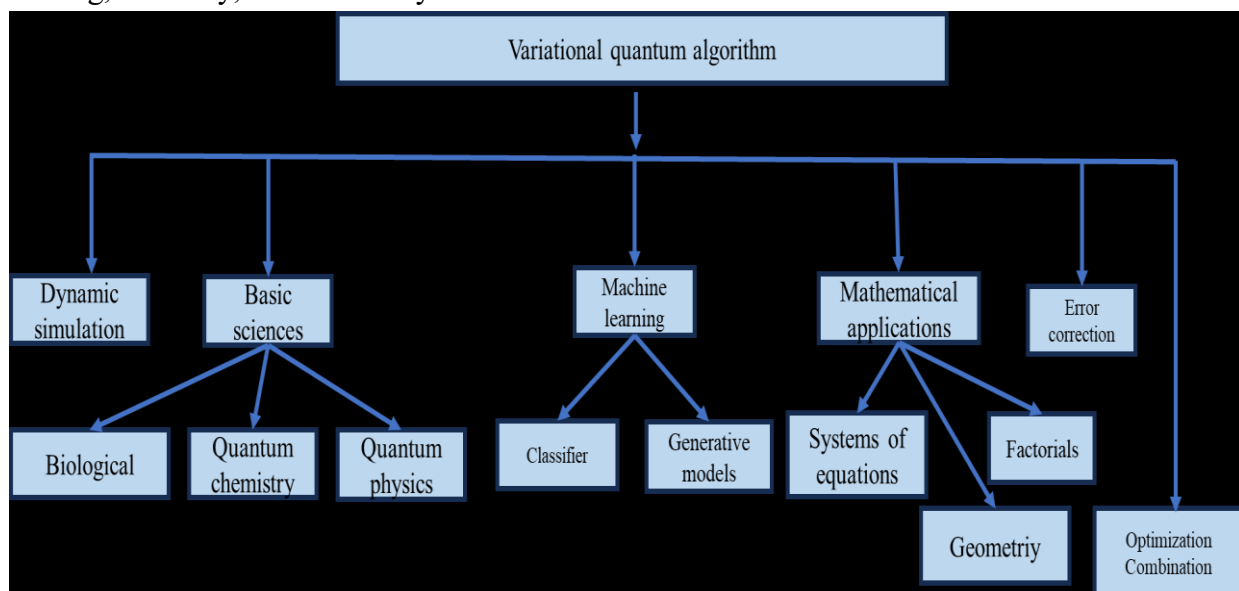 Variational quantum algorithm
Dynamic
simulation
Basic
sciences
Machine
learning
Mathematical
applications
Error
correction
Biological
Quantum
chemistry
Quantum
physics
Classifier
Generative
models
Systems of
equations
Factorials
Geometriy
Optimization
Combination